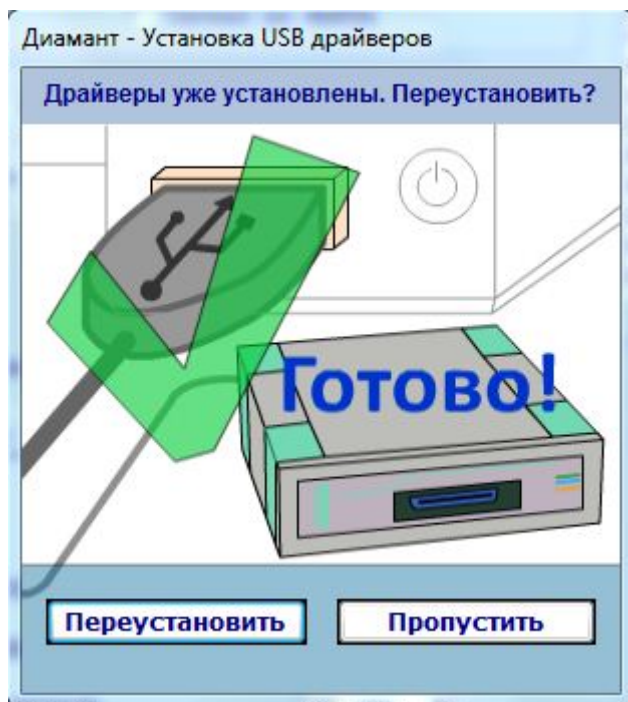 Диамант - Установка USB драйверов
Драйверы уже установлены. Переустановить?
Готово!
Переустановить
Пропустить